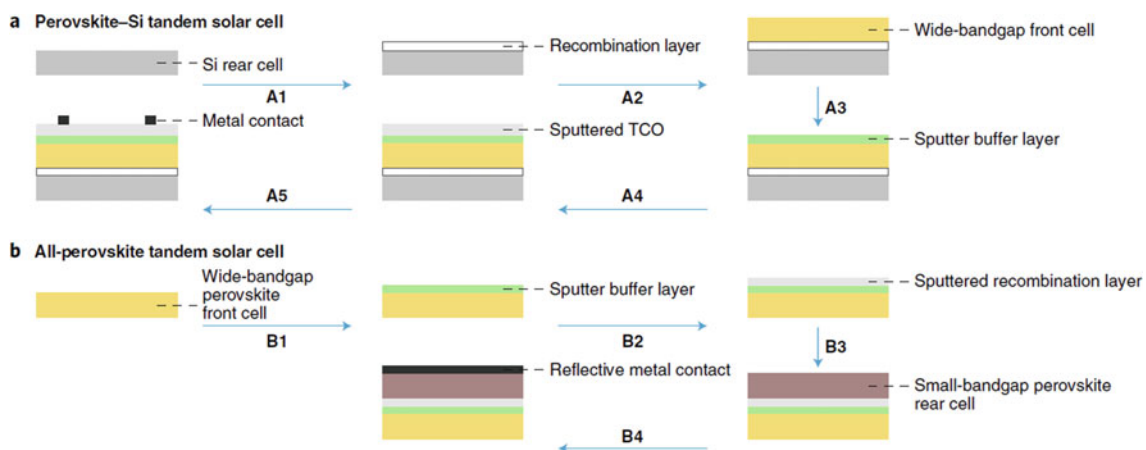 a Perovskite–Si tandem solar cell
Si rear cell
A1
Recombination layer
A2
Wide-bandgap front cell
A3
Metal contact
A5
Sputtered TCO
A4
Sputter buffer layer
b All-perovskite tandem solar cell
Wide-bandgap
perovskite
front cell
B1
Sputter buffer layer
B2
Sputtered recombination layer
B3
Reflective metal contact
B4
Small-bandgap perovskite
rear cell